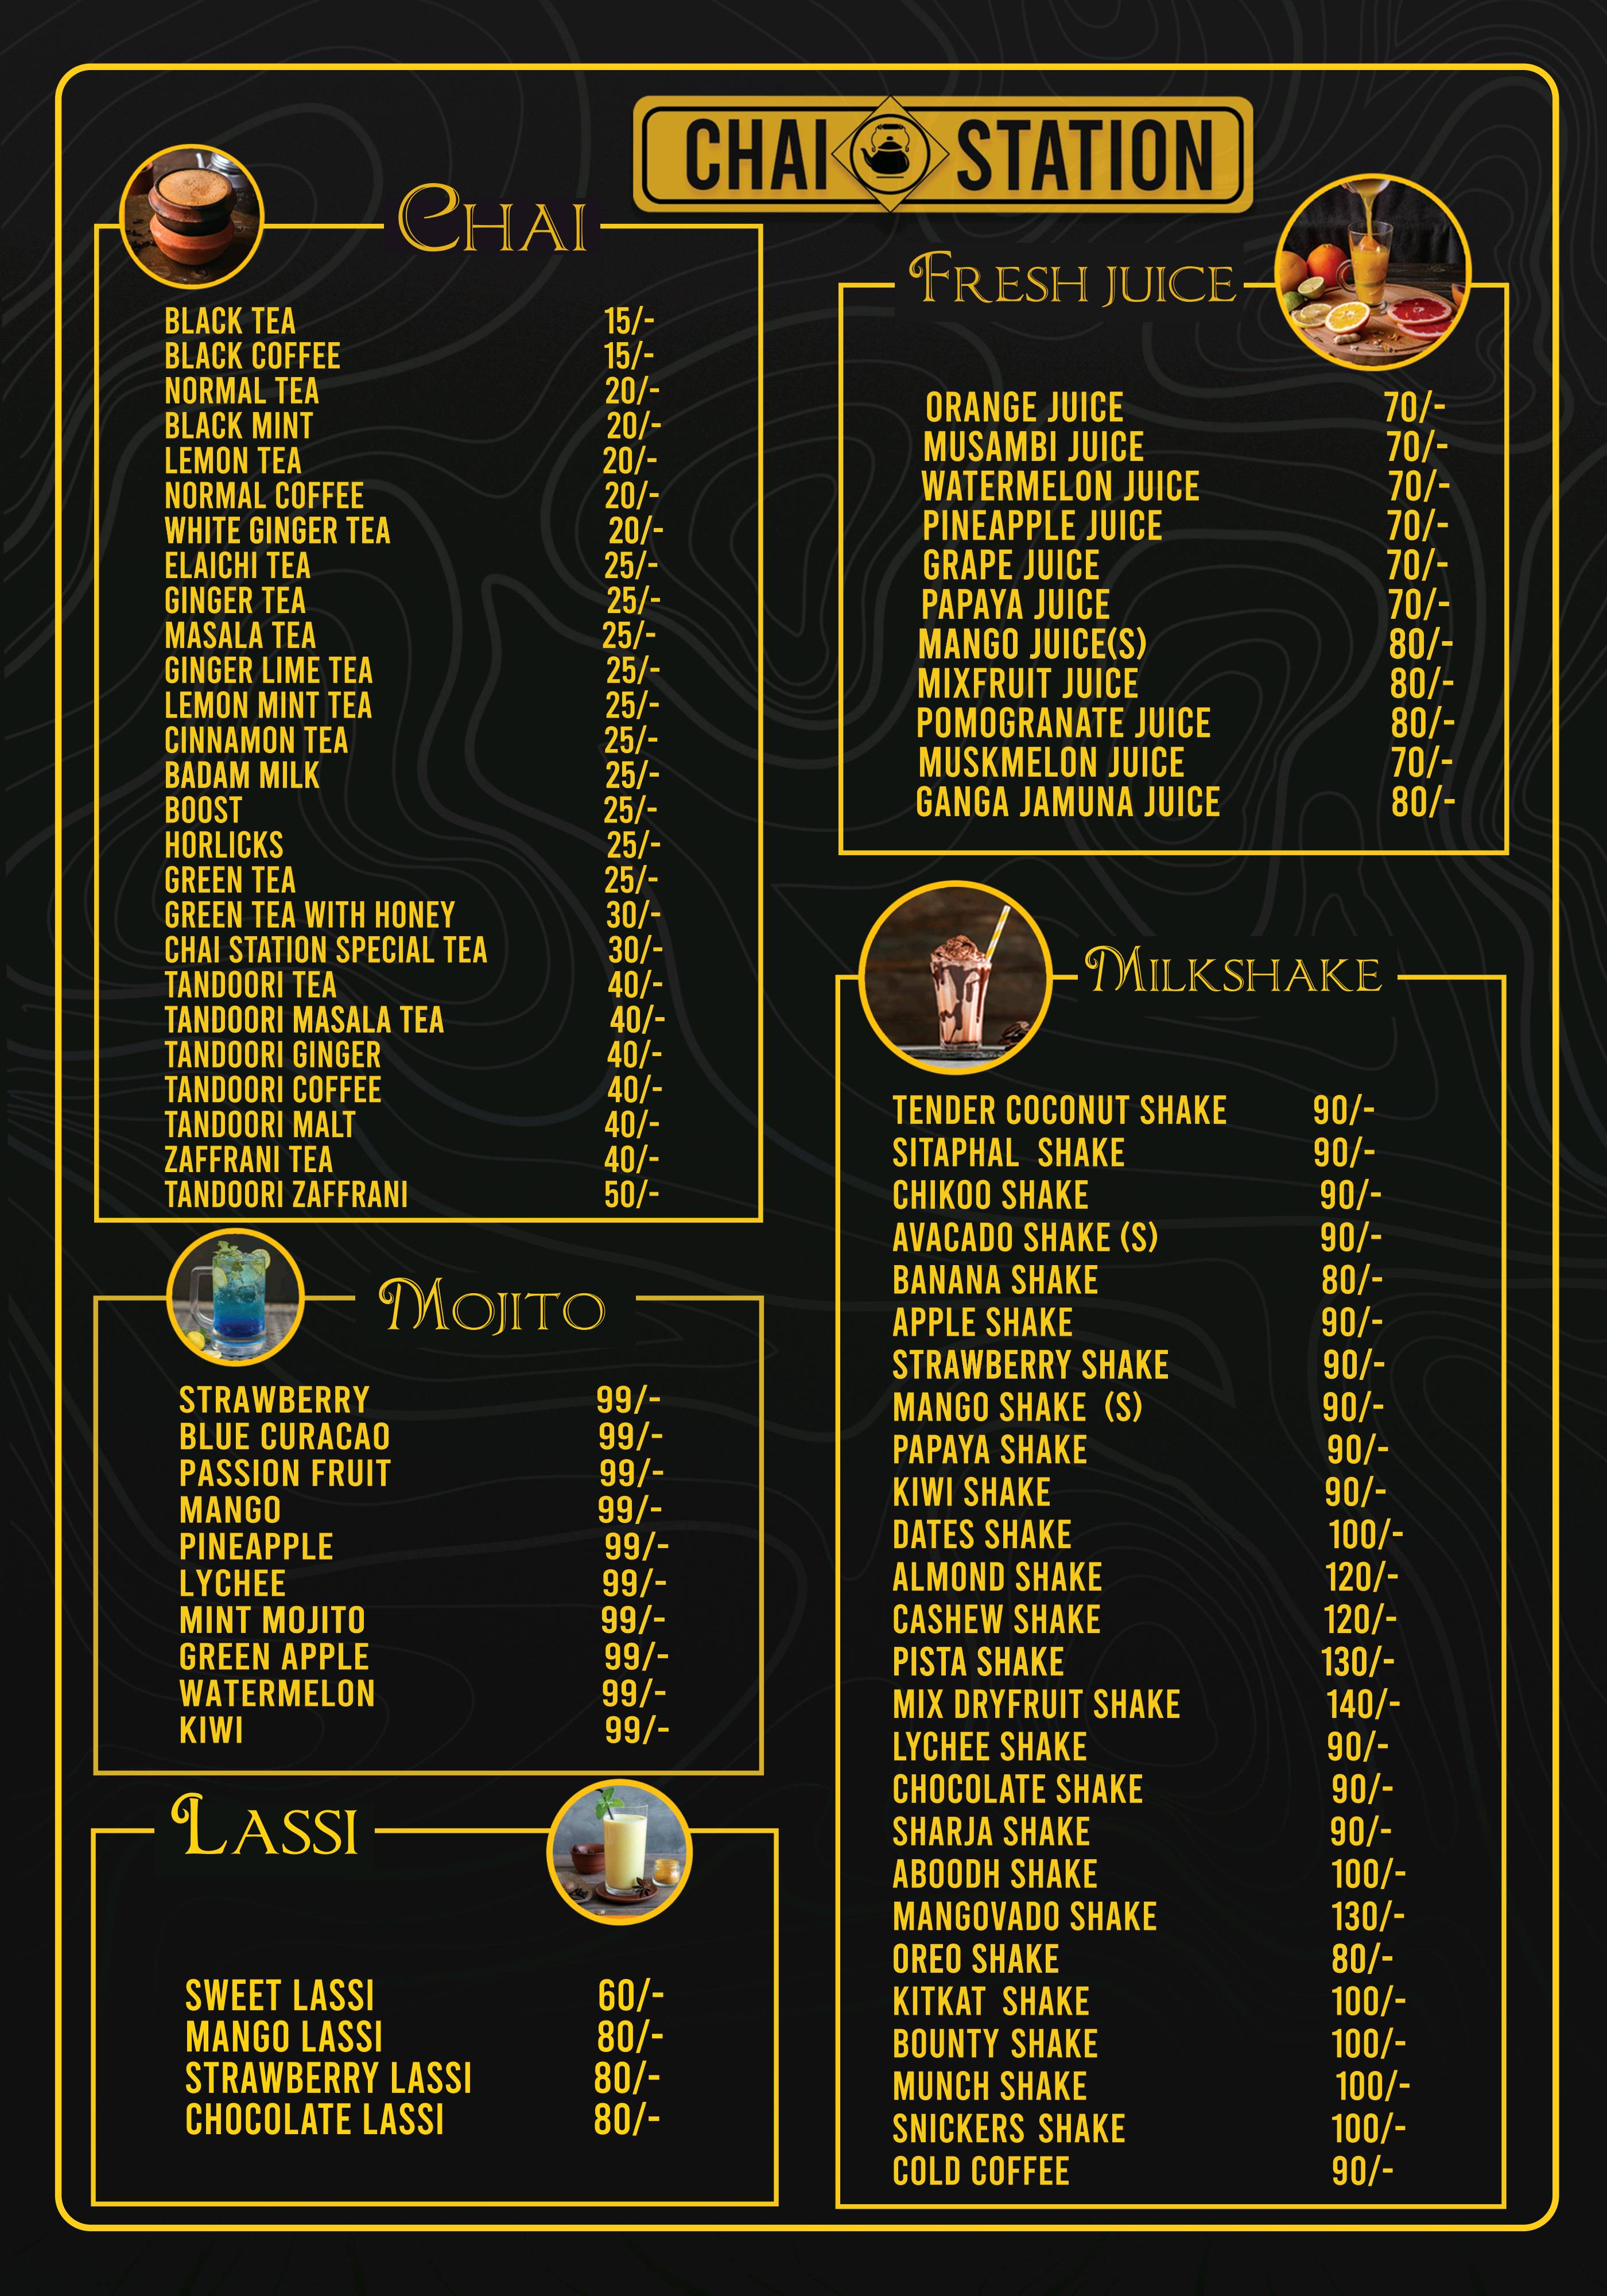 CHAI STATION
CHAI
BLACK TEA 15/-
BLACK COFFEE 15/-
NORMAL TEA 20/-
BLACK MINT 20/-
LEMON TEA 20/-
NORMAL COFFEE 20/-
WHITE GINGER TEA 20/-
ELAICHI TEA 25/-
GINGER TEA 25/-
MASALA TEA 25/-
GINGER LIME TEA 25/-
LEMON MINT TEA 25/-
CINNAMON TEA 25/-
BADAM MILK 25/-
BOOST 25/-
HORLICKS 25/-
GREEN TEA 25/-
GREEN TEA WITH HONEY 30/-
CHAI STATION SPECIAL TEA 30/-
TANDOORI TEA 40/-
TANDOORI MASALA TEA 40/-
TANDOORI GINGER 40/-
TANDOORI COFFEE 40/-
TANDOORI MALT 40/-
ZAFFRANI TEA 40/-
TANDOORI ZAFFRANI 50/-
MOJITO
STRAWBERRY 99/-
BLUE CURACAO 99/-
PASSION FRUIT 99/-
MANGO 99/-
PINEAPPLE 99/-
LYCHEE 99/-
MINT MOJITO 99/-
GREEN APPLE 99/-
WATERMELON 99/-
KIWI 99/-
LASSI
SWEET LASSI 60/-
MANGO LASSI 80/-
STRAWBERRY LASSI 80/-
CHOCOLATE LASSI 80/-
FRESH JUICE
ORANGE JUICE 70/-
MUSAMBI JUICE 70/-
WATERMELON JUICE 70/-
PINEAPPLE JUICE 70/-
GRAPE JUICE 70/-
PAPAYA JUICE 70/-
MANGO JUICE(S) 80/-
MIXFRUIT JUICE 80/-
POMOGRANATE JUICE 80/-
MUSKMELON JUICE 70/-
GANGA JAMUNA JUICE 80/-
MILKSHAKE
TENDER COCONUT SHAKE 90/-
SITAPHAL SHAKE 90/-
CHIKOO SHAKE 90/-
AVACADO SHAKE (S) 90/-
BANANA SHAKE 80/-
APPLE SHAKE 90/-
STRAWBERRY SHAKE 90/-
MANGO SHAKE (S) 90/-
PAPAYA SHAKE 90/-
KIWI SHAKE 90/-
DATES SHAKE 100/-
ALMOND SHAKE 120/-
CASHEW SHAKE 120/-
PISTA SHAKE 130/-
MIX DRYFRUIT SHAKE 140/-
LYCHEE SHAKE 90/-
CHOCOLATE SHAKE 90/-
SHARJA SHAKE 90/-
ABOODH SHAKE 100/-
MANGOVADO SHAKE 130/-
OREO SHAKE 80/-
KITKAT SHAKE 100/-
BOUNTY SHAKE 100/-
MUNCH SHAKE 100/-
SNICKERS SHAKE 100/-
COLD COFFEE 90/-